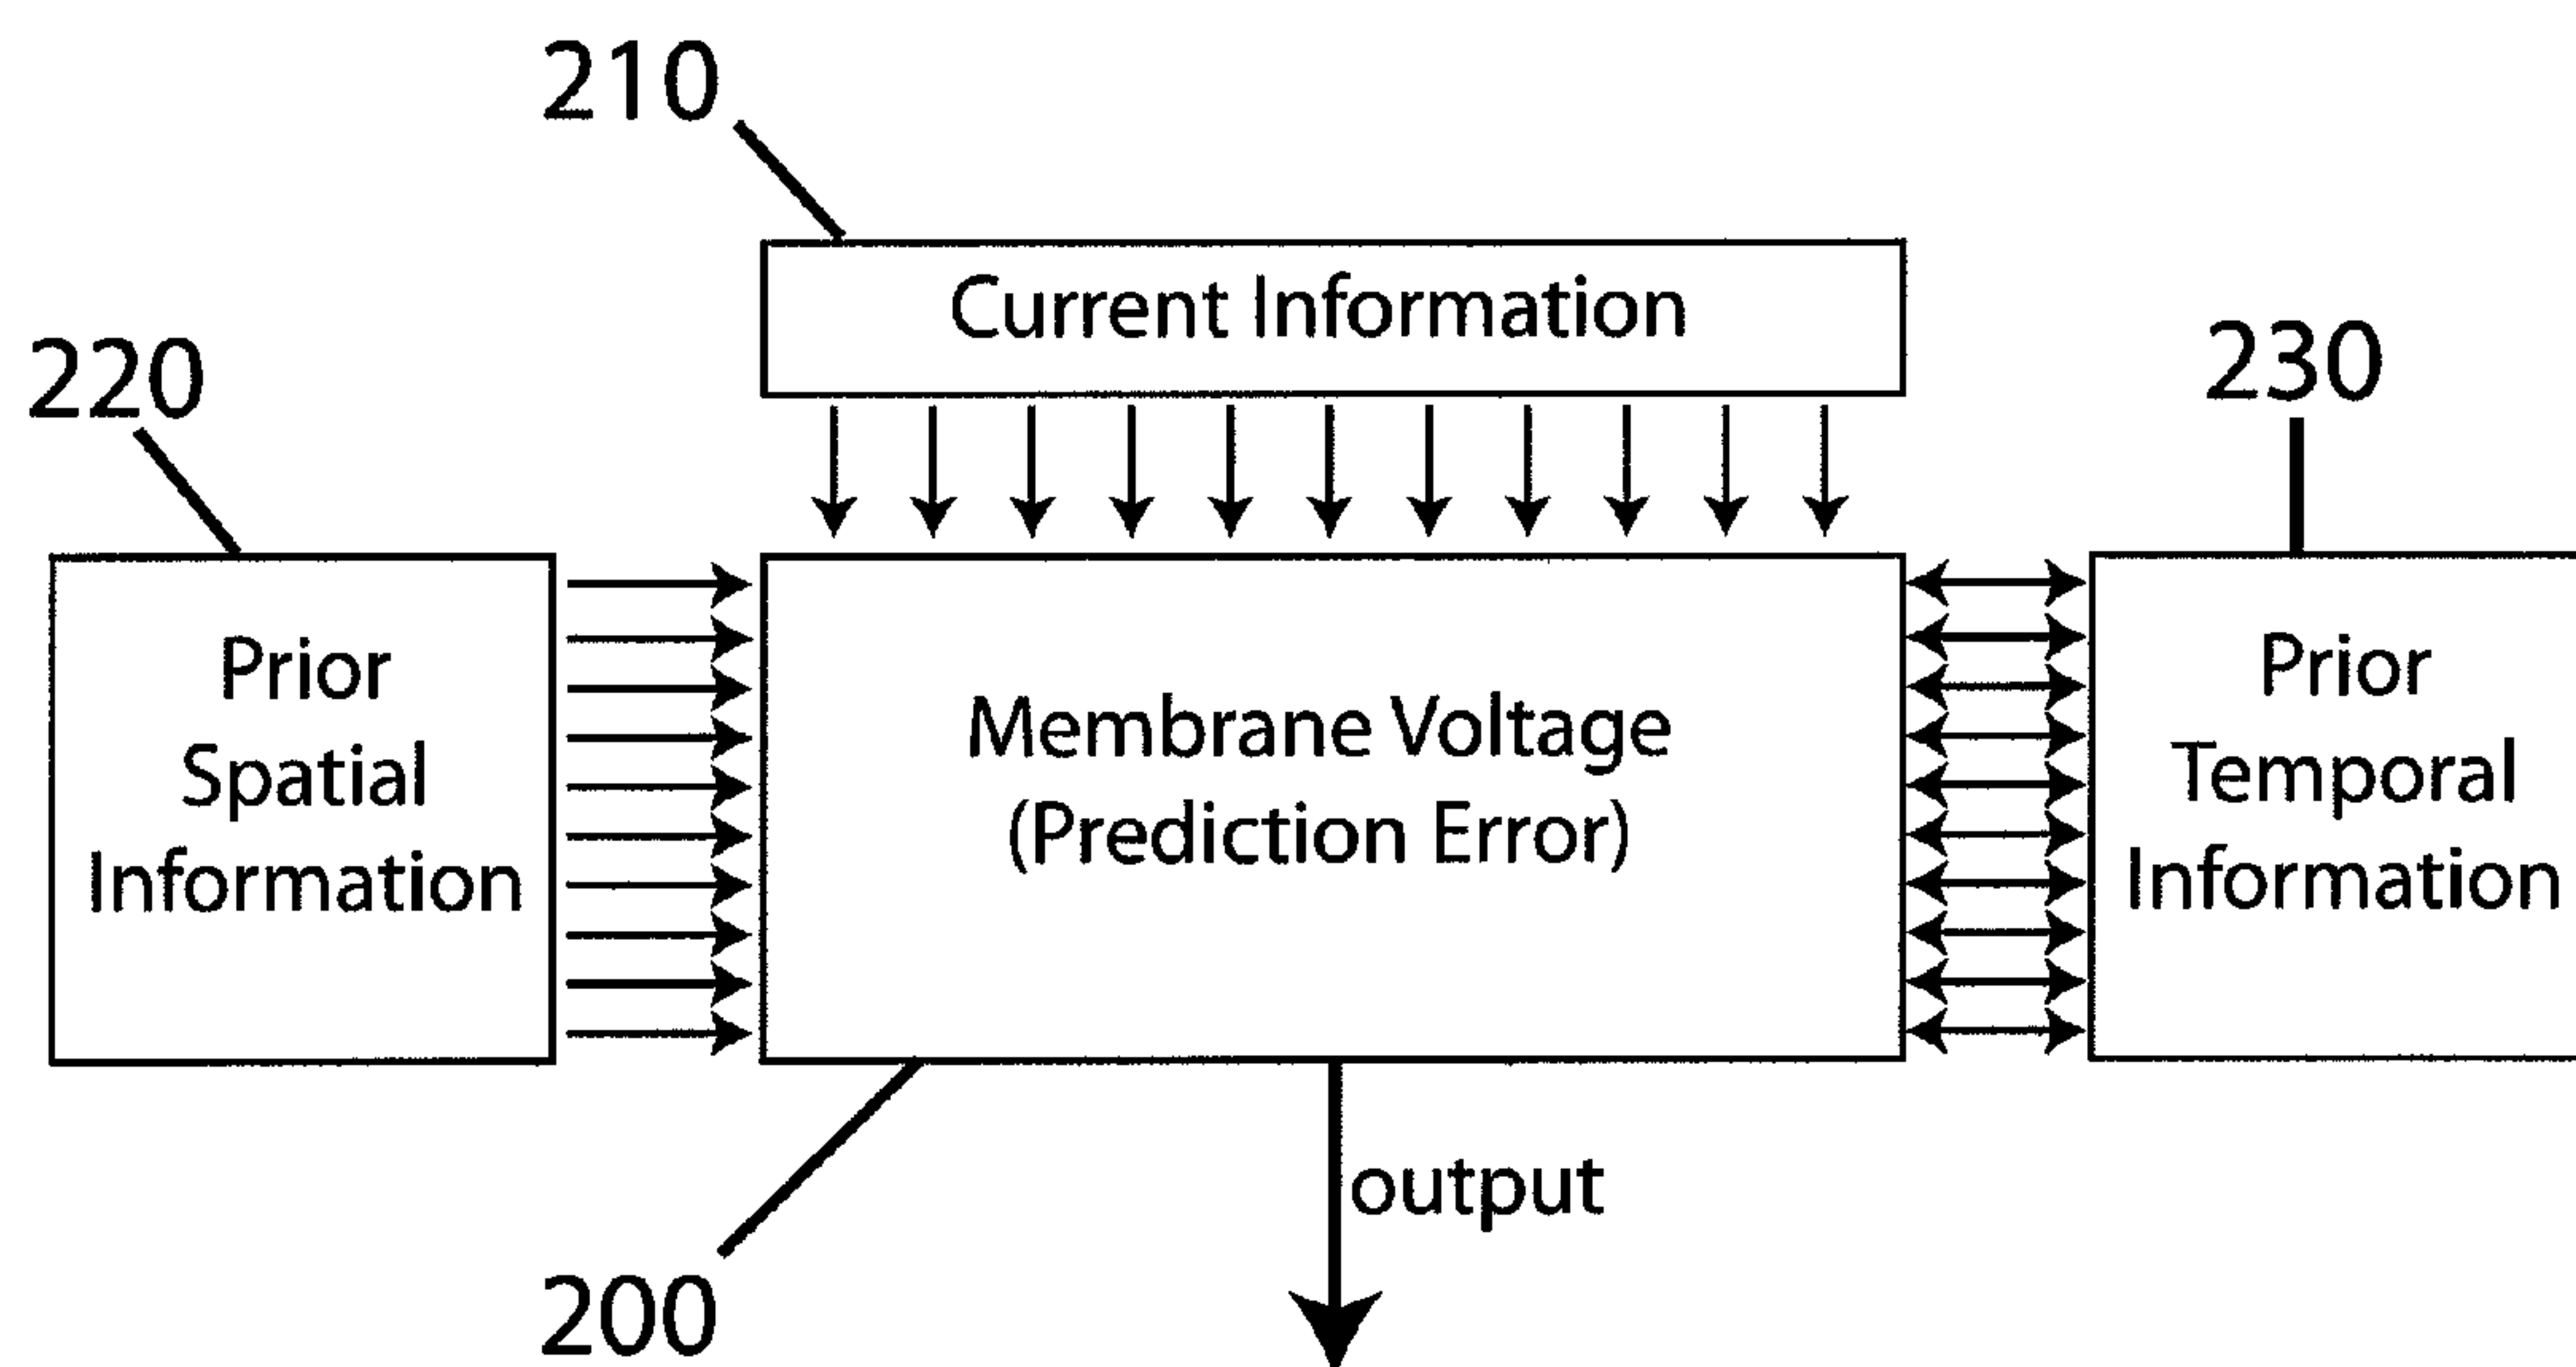 210
Current Information
220
230
Prior
Spatial
Information
Membrane Voltage
(Prediction Error)
Prior
Temporal
Information
output
200